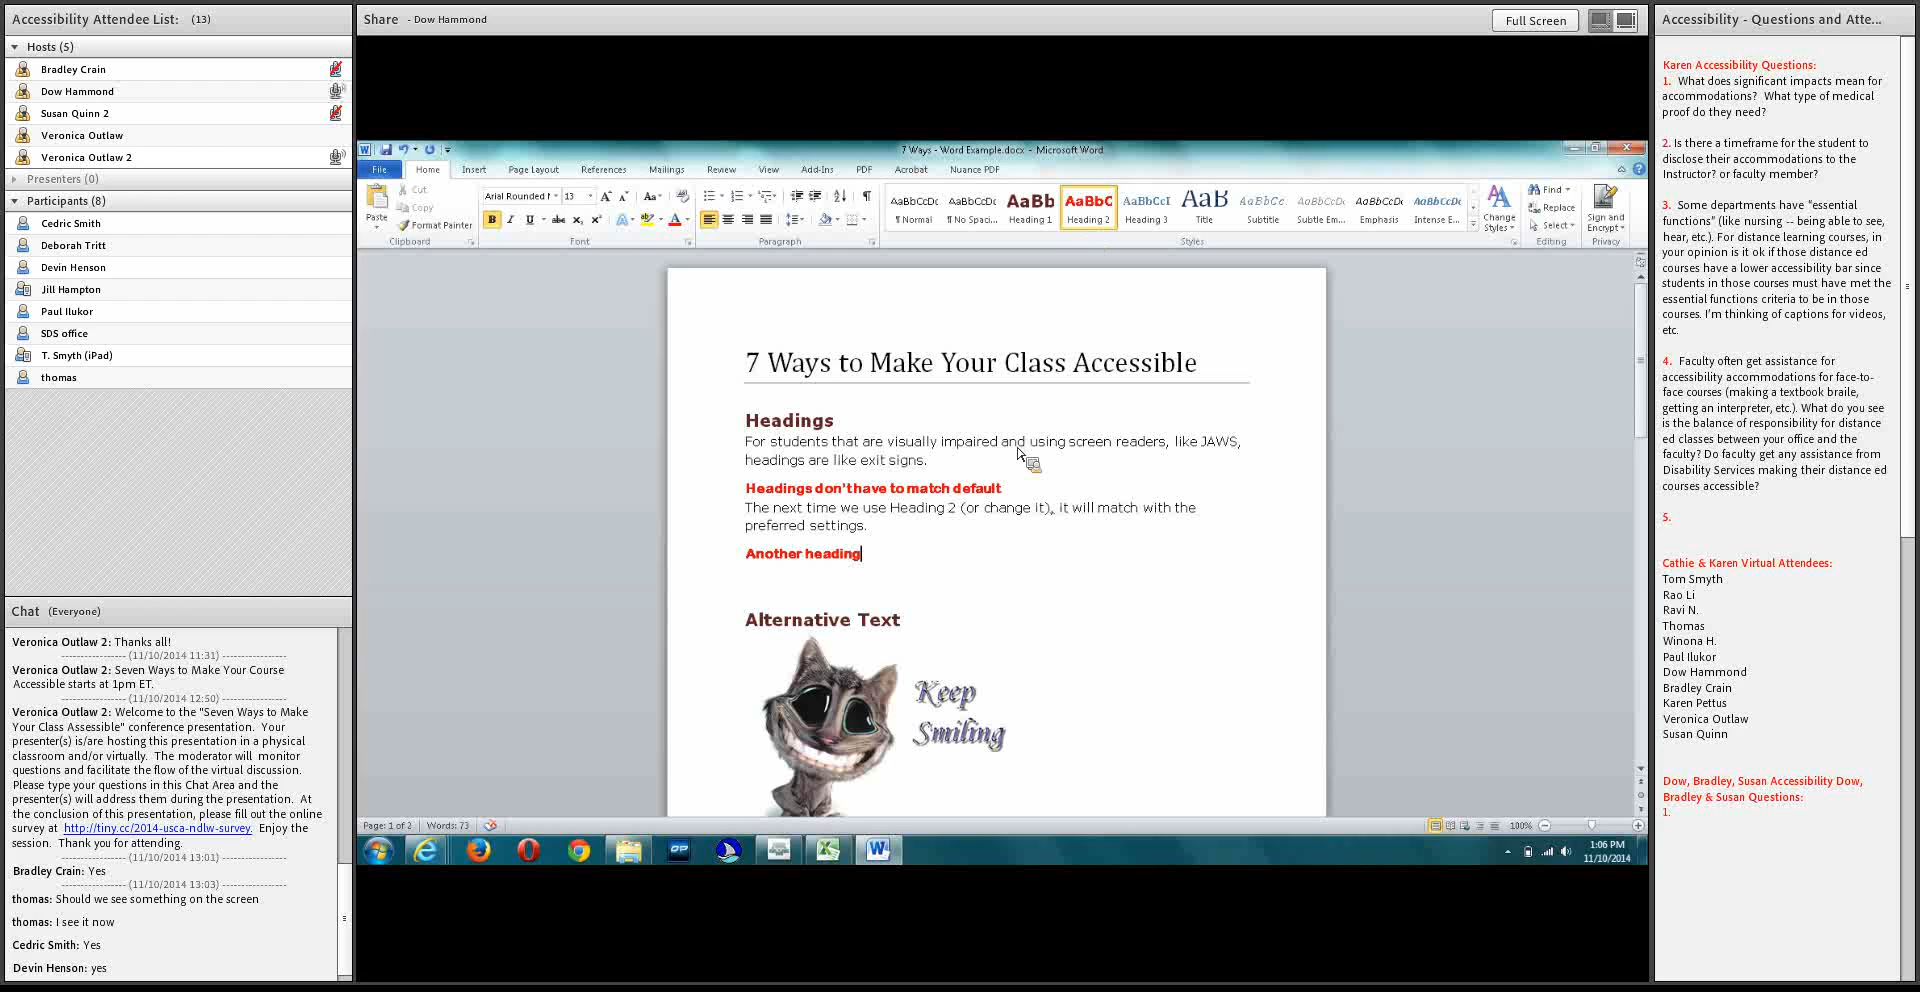 Accessibility Attendee List: (13)
Hosts (5)
Bradley Crain
Dow Hammond
Susan Quinn 2
Veronica Outlaw
Veronica Outlaw 2
Presenters (0)
Participants (8)
Cedric Smith
Deborah Tritt
Devin Henson
Jill Hampton
Paul Ilukor
SDS office
T. Smyth (iPad)
thomas
Chat (Everyone)
Veronica Outlaw 2: Thanks all!
------------------ (11/10/2014 11:31) ------------------
Veronica Outlaw 2: Seven Ways to Make Your Course
Accessible starts at 1pm ET.
------------------ (11/10/2014 12:50) ------------------
Veronica Outlaw 2: Welcome to the "Seven Ways to Make
Your Class Assessible" conference presentation. Your
presenter(s) is/are hosting this presentation in a physical
classroom and/or virtually. The moderator will monitor
questions and facilitate the flow of the virtual discussion.
Please type your questions in this Chat Area and the
presenter(s) will address them during the presentation. At
the conclusion of this presentation, please fill out the online
survey at http://tiny.cc/2014-usca-ndlw-survey. Enjoy the
session. Thank you for attending.
------------------ (11/10/2014 13:01) ------------------
Bradley Crain: Yes
------------------ (11/10/2014 13:03) ------------------
thomas: Should we see something on the screen
thomas: I see it now
Cedric Smith: Yes
Devin Henson: yes
Share - Dow Hammond
Full Screen
7 Ways - Word Example.docx - Microsoft Word
File Home Insert Page Layout References Mailings Review View Add-Ins PDF Acrobat Nuance PDF
Paste
Cut
Copy
Format Painter
Clipboard
Arial Rounded 13
Font
Paragraph
AaBbCcDc AaBbCcDc AaBb AaBbC AaBbCcI AaB AaBbCc. AaBbCcDc AaBbCcDc AaBbCcDc
¶ Normal ¶ No Spaci... Heading 1 Heading 2 Heading 3 Title Subtitle Subtle Em... Emphasis Intense E...
Styles
Change
Styles
Find
Replace
Select
Editing
Sign and
Encrypt
Privacy
7 Ways to Make Your Class Accessible
Headings
For students that are visually impaired and using screen readers, like JAWS,
headings are like exit signs.
Headings don't have to match default
The next time we use Heading 2 (or change it), it will match with the
preferred settings.
Another heading
Alternative Text
Keep
Smiling
Page: 1 of 2 Words: 73
100%
1:06 PM
11/10/2014
Accessibility - Questions and Atte...
Karen Accessibility Questions:
1. What does significant impacts mean for
accommodations? What type of medical
proof do they need?
2. Is there a timeframe for the student to
disclose their accommodations to the
Instructor? or faculty member?
3. Some departments have "essential
functions" (like nursing -- being able to see,
hear, etc.). For distance learning courses, in
your opinion is it ok if those distance ed
courses have a lower accessibility bar since
students in those courses must have met the
essential functions criteria to be in those
courses. I'm thinking of captions for videos,
etc.
4. Faculty often get assistance for
accessibility accommodations for face-to-
face courses (making a textbook braile,
getting an interpreter, etc.). What do you see
is the balance of responsibility for distance
ed classes between your office and the
faculty? Do faculty get any assistance from
Disability Services making their distance ed
courses accessible?
5.
Cathie & Karen Virtual Attendees:
Tom Smyth
Rao Li
Ravi N.
Thomas
Winona H.
Paul Ilukor
Dow Hammond
Bradley Crain
Karen Pettus
Veronica Outlaw
Susan Quinn
Dow, Bradley, Susan Accessibility Dow,
Bradley & Susan Questions:
1.